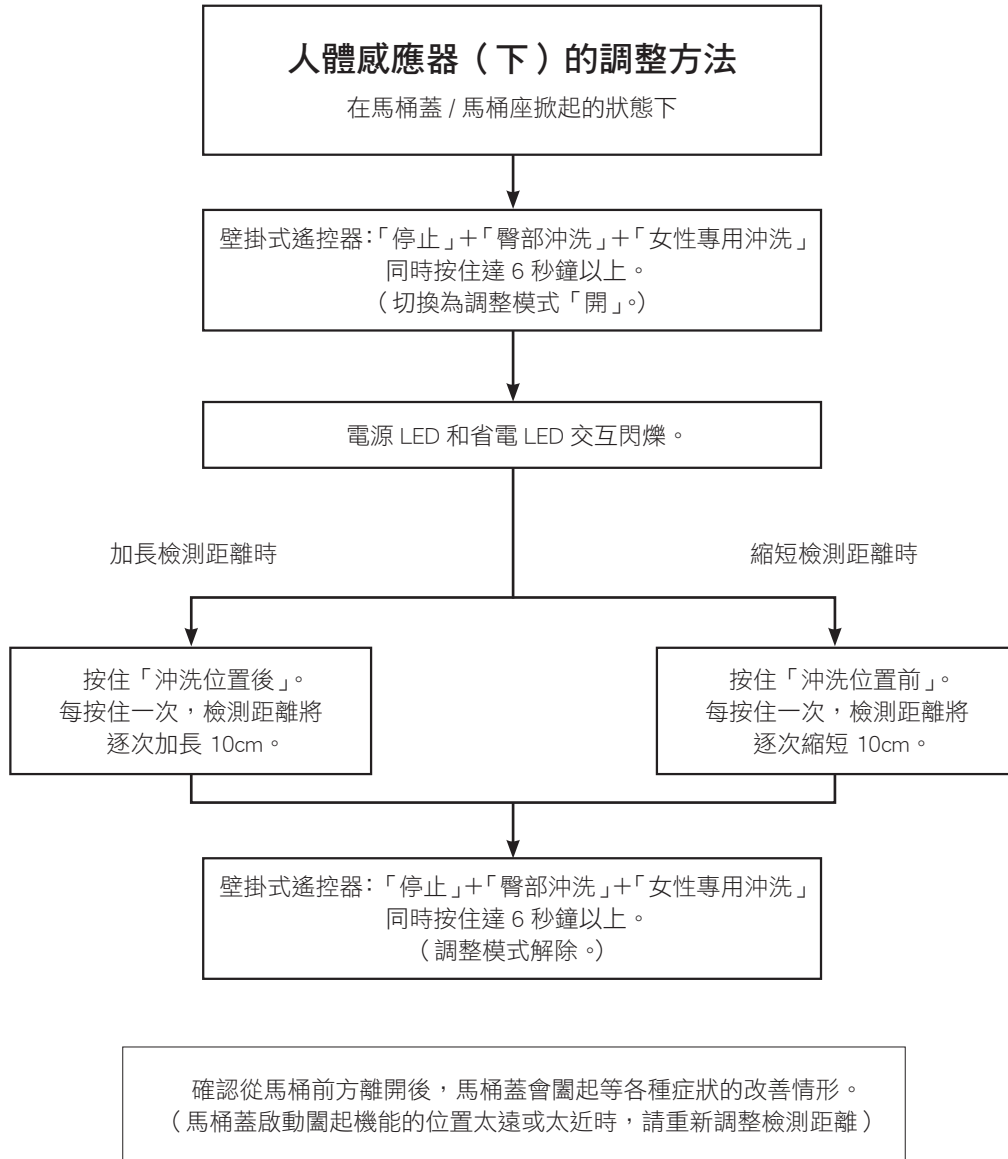 人體感應器（下）的調整方法
在馬桶蓋 / 馬桶座掀起的狀態下
壁掛式遙控器：「停止」＋「臀部沖洗」＋「女性專用沖洗」
同時按住達 6 秒鐘以上。
（切換為調整模式「開」。）
電源 LED 和省電 LED 交互閃爍。
加長檢測距離時
縮短檢測距離時
按住「沖洗位置後」。
每按住一次，檢測距離將
逐次加長 10cm。
按住「沖洗位置前」。
每按住一次，檢測距離將
逐次縮短 10cm。
壁掛式遙控器：「停止」＋「臀部沖洗」＋「女性專用沖洗」
同時按住達 6 秒鐘以上。
（調整模式解除。）
確認從馬桶前方離開後，馬桶蓋會闔起等各種症狀的改善情形。
（馬桶蓋啟動闔起機能的位置太遠或太近時，請重新調整檢測距離）